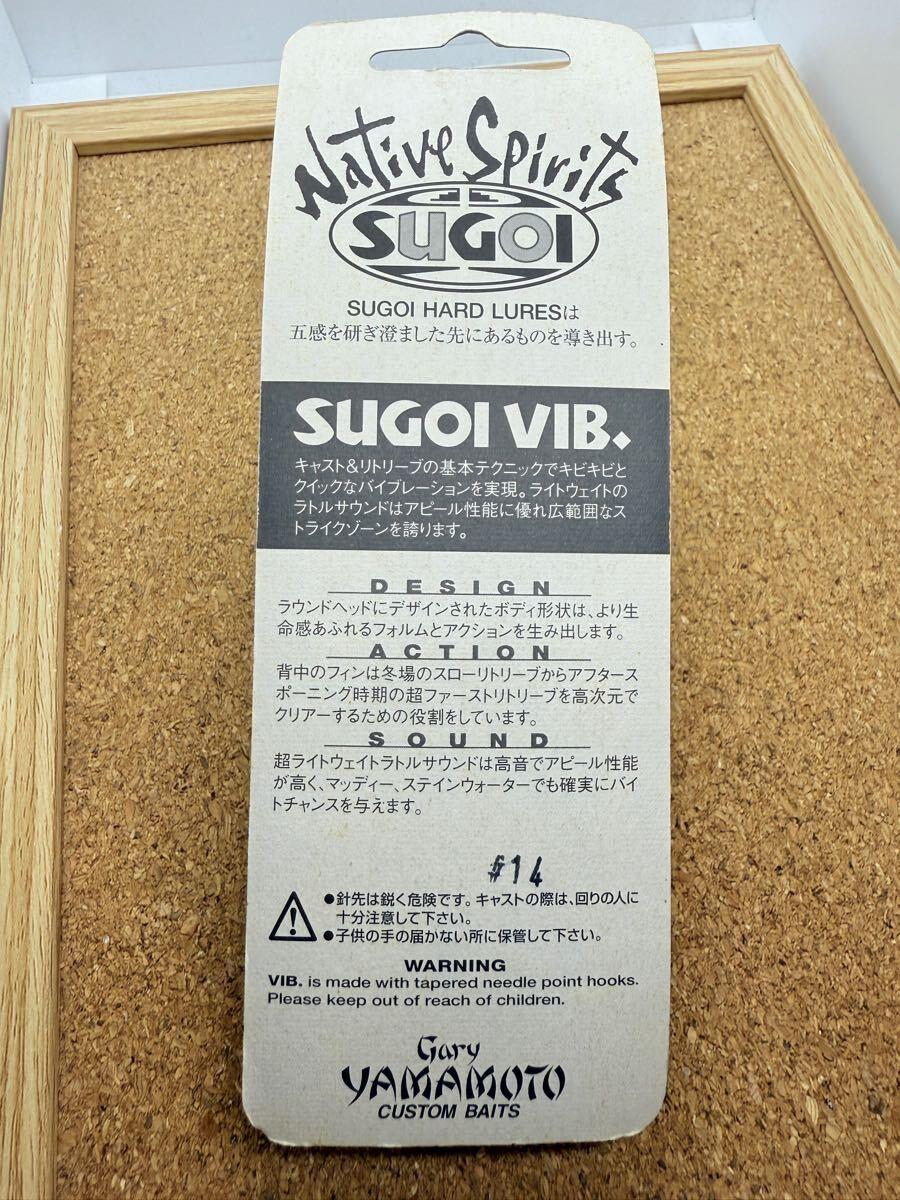 Native Spirits
SUGOI
SUGOI HARD LURESは
五感を研ぎ澄ました先にあるものを導き出す。
SUGOI VIB.
キャスト&リトリーブの基本テクニックでキビキビと
クイックなバイブレーションを実現。ライトウェイトの
ラトルサウンドはアピール性能に優れ広範囲なス
トライクゾーンを誇ります。
DESIGN
ラウンドヘッドにデザインされたボディ形状は、より生
命感あふれるフォルムとアクションを生み出します。
ACTION
背中のフィンは冬場のスローリトリーブからアフタース
ポーニング時期の超ファーストリトリーブを高次元で
クリアーするための役割をしています。
SOUND
超ライトウェイトラトルサウンドは高音でアピール性能
が高く、マッディー、ステインウォーターでも確実にバイ
トチャンスを与えます。
#14
●針先は鋭く危険です。キャストの際は、回りの人に
十分注意して下さい。
●子供の手の届かない所に保管して下さい。
WARNING
VIB. is made with tapered needle point hooks.
Please keep out of reach of children.
Gary
YAMAMOTO
CUSTOM BAITS